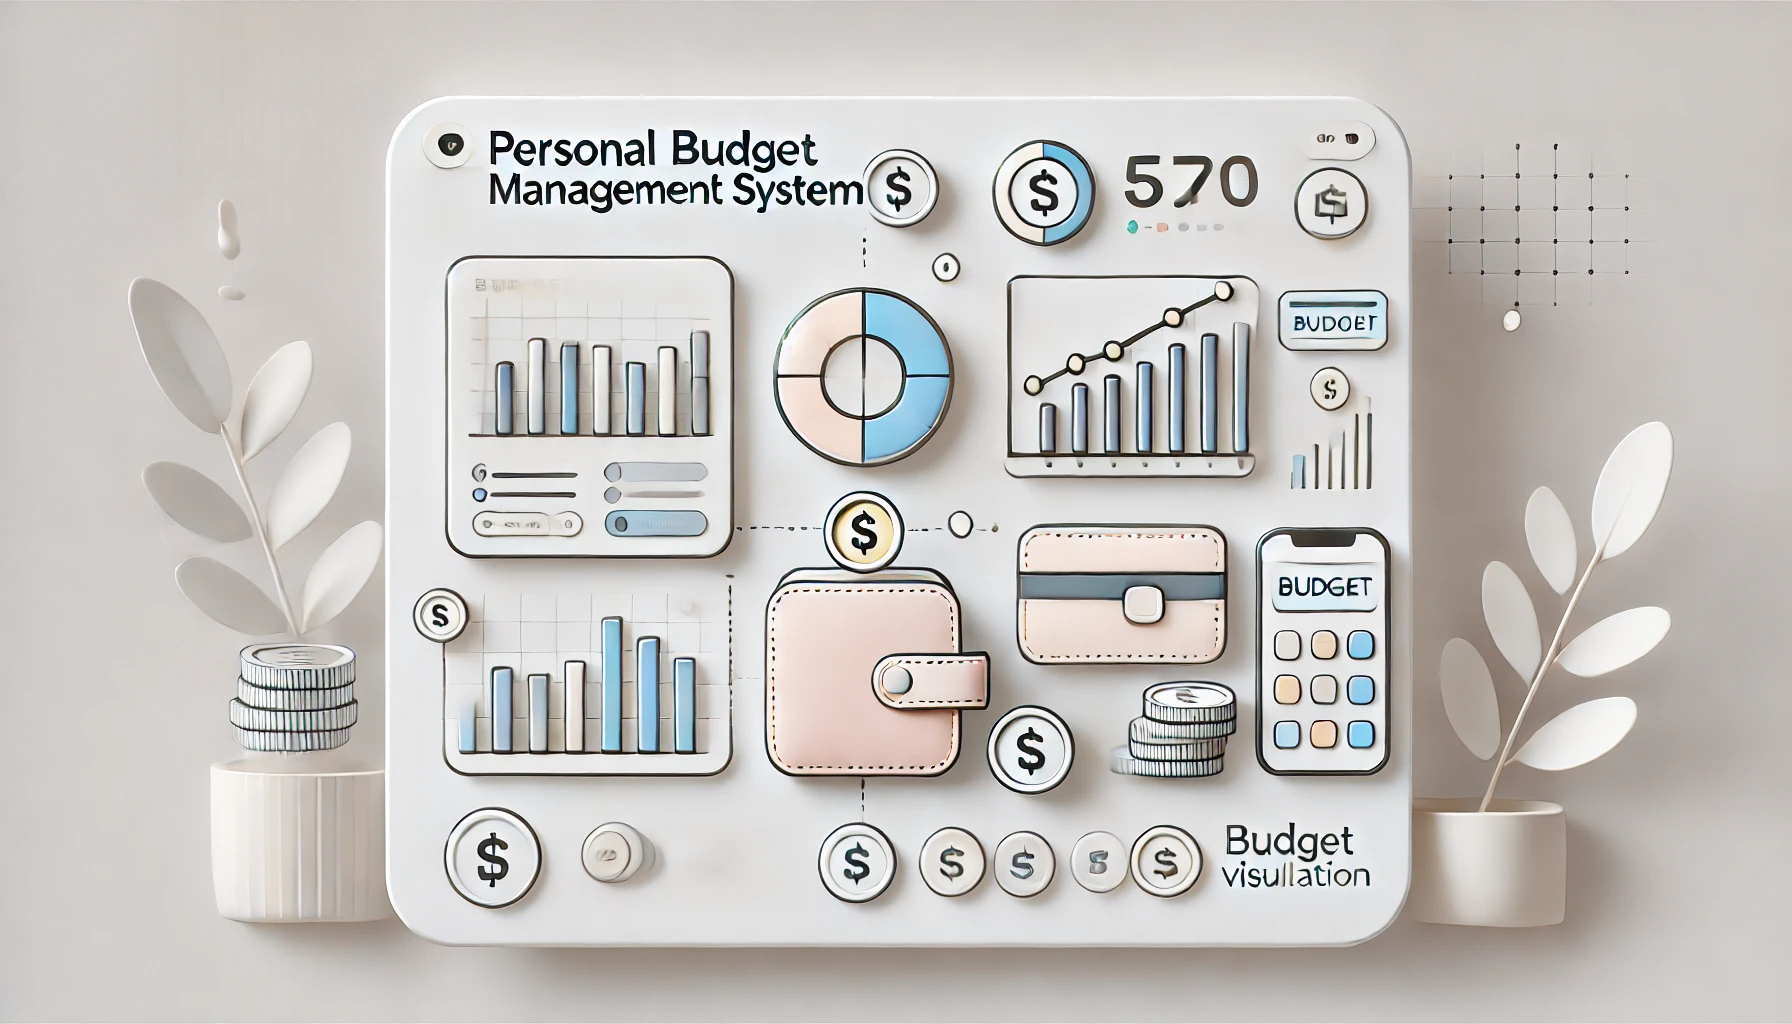 Personal Budget
Management System
$
$
570
$
BUDGET
$
$
$
BUDGET
$
$
$
$
$
$
$
Budget
visullation